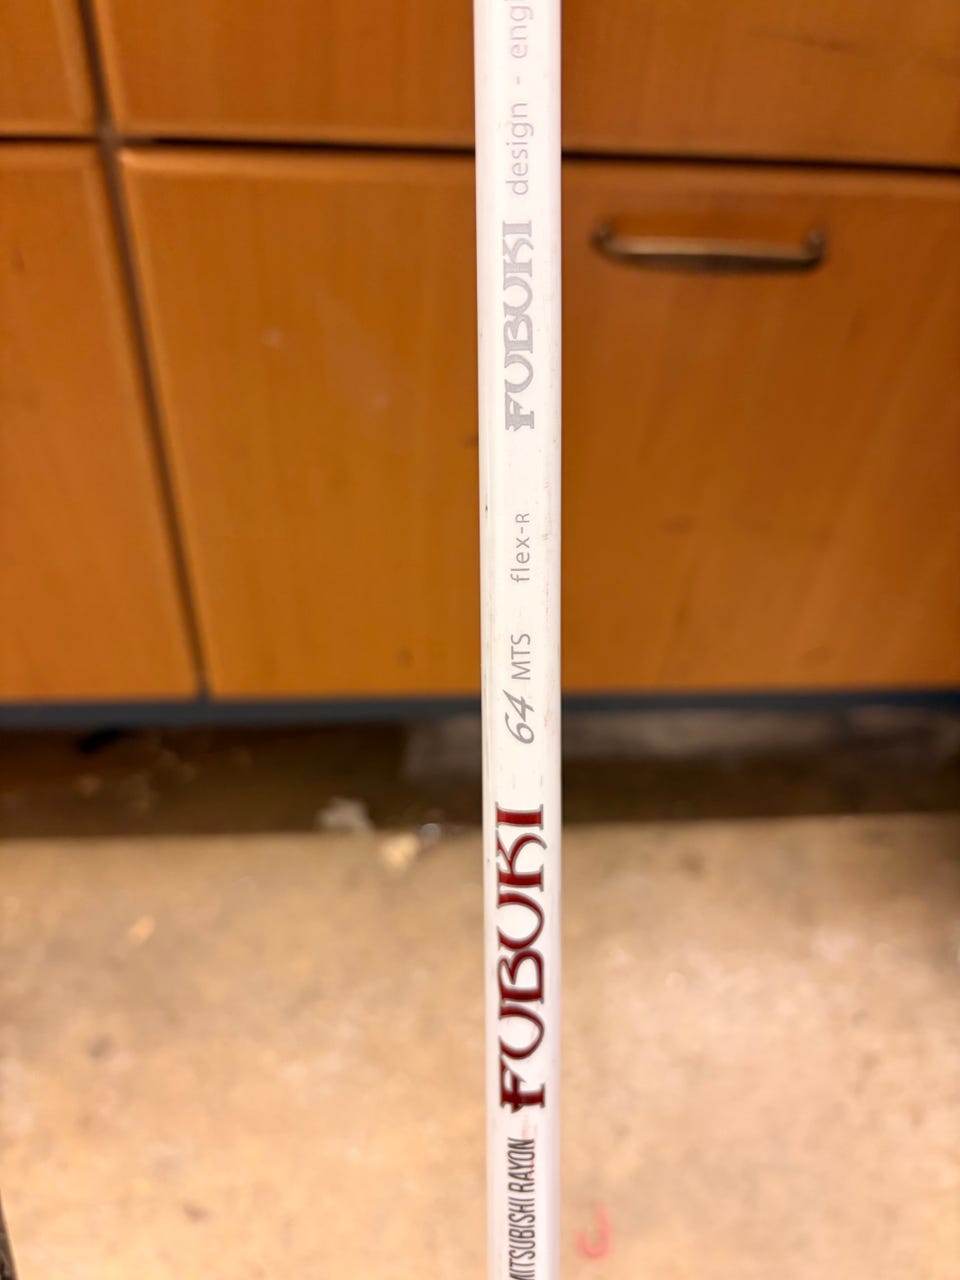 MITSUBISHI RAYON FUBUKI 64 MTS flex-R FUBUKI design - engi